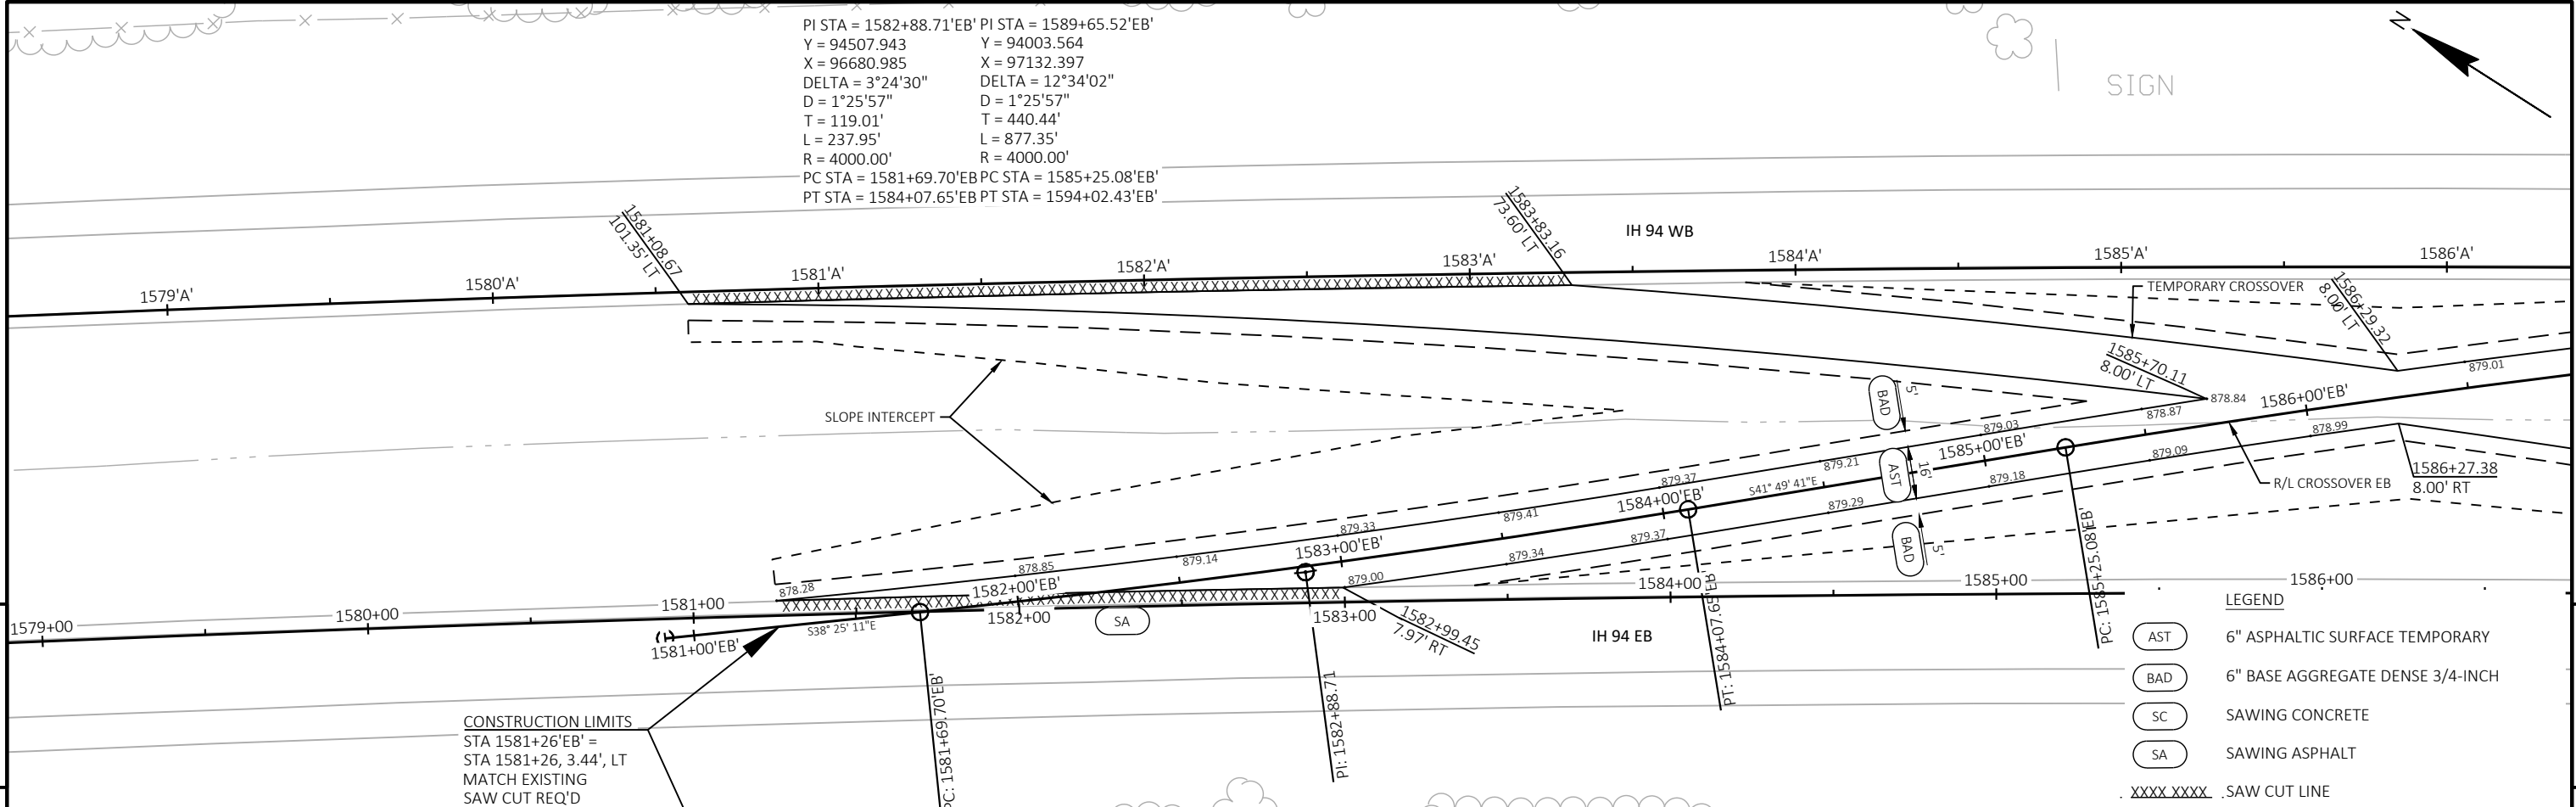 PI STA = 1582+88.71'EB'
Y = 94507.943
X = 96680.985
DELTA = 3°24'30"
D = 1°25'57"
T = 119.01'
L = 237.95'
R = 4000.00'
PC STA = 1581+69.70'EB
PT STA = 1584+07.65'EB
PI STA = 1589+65.52'EB'
Y = 94003.564
X = 97132.397
DELTA = 12°34'02"
D = 1°25'57"
T = 440.44'
L = 877.35'
R = 4000.00'
PC STA = 1585+25.08'EB'
PT STA = 1594+02.43'EB'
N
SIGN
1581+08.67
101.35' LT
1583+83.16
73.60' LT
IH 94 WB
1579'A'
1580'A'
1581'A'
1582'A'
1583'A'
1584'A'
1585'A'
1586'A'
TEMPORARY CROSSOVER
1586+29.32
8.00' LT
1585+70.11
8.00' LT
879.01
878.84
1586+00'EB'
878.87
878.99
SLOPE INTERCEPT
BAD
5'
879.03
1585+00'EB'
879.09
1586+27.38
8.00' RT
R/L CROSSOVER EB
AST
16'
879.21
879.18
S41° 49' 41"E
879.37
1584+00'EB'
879.29
879.41
879.33
1583+00'EB'
879.37
879.34
BAD
5'
879.14
878.85
1582+00'EB'
878.28
879.00
1579+00
1580+00
1581+00
1582+00
1583+00
1584+00
1585+00
1586+00
1581+00'EB'
S38° 25' 11"E
SA
1582+99.45
7.97' RT
IH 94 EB
PC: 1581+69.70'EB'
PI: 1582+88.71
PT: 1584+07.65'EB'
PC: 1585+25.08'EB'
CONSTRUCTION LIMITS
STA 1581+26'EB' =
STA 1581+26, 3.44', LT
MATCH EXISTING
SAW CUT REQ'D
LEGEND
AST 6" ASPHALTIC SURFACE TEMPORARY
BAD 6" BASE AGGREGATE DENSE 3/4-INCH
SC SAWING CONCRETE
SA SAWING ASPHALT
XXXX XXXX SAW CUT LINE